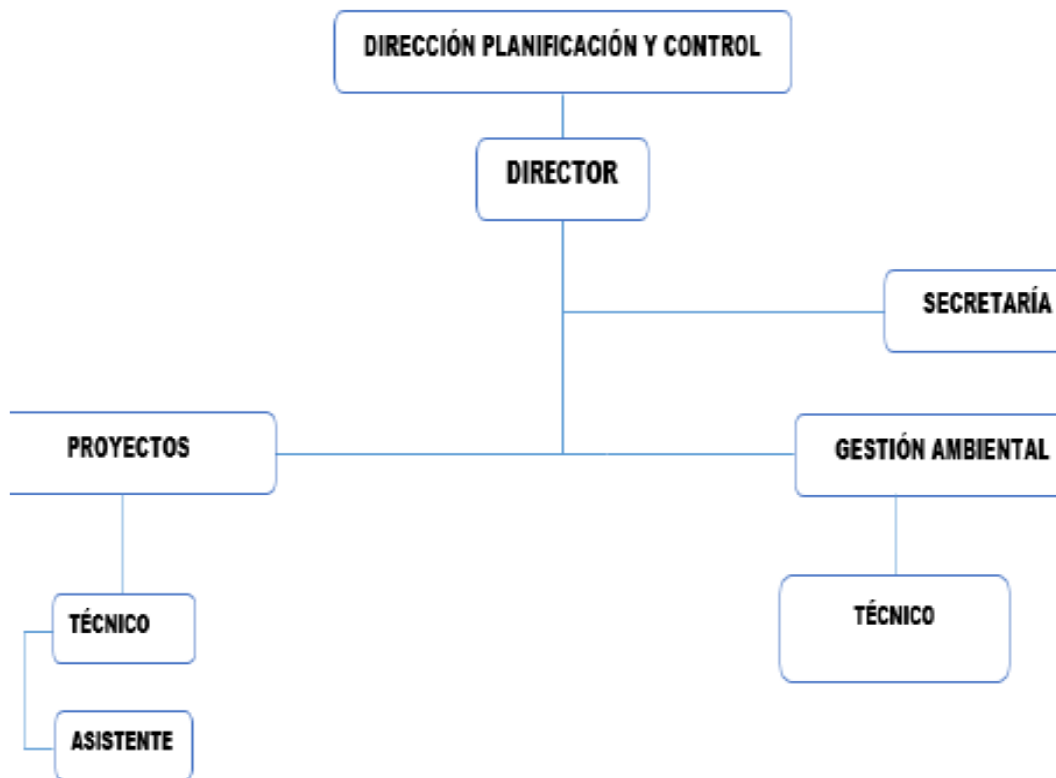 DIRECCIÓN PLANIFICACIÓN Y CONTROL
DIRECTOR
SECRETARÍA
PROYECTOS
GESTIÓN AMBIENTAL
TÉCNICO
TÉCNICO
ASISTENTE